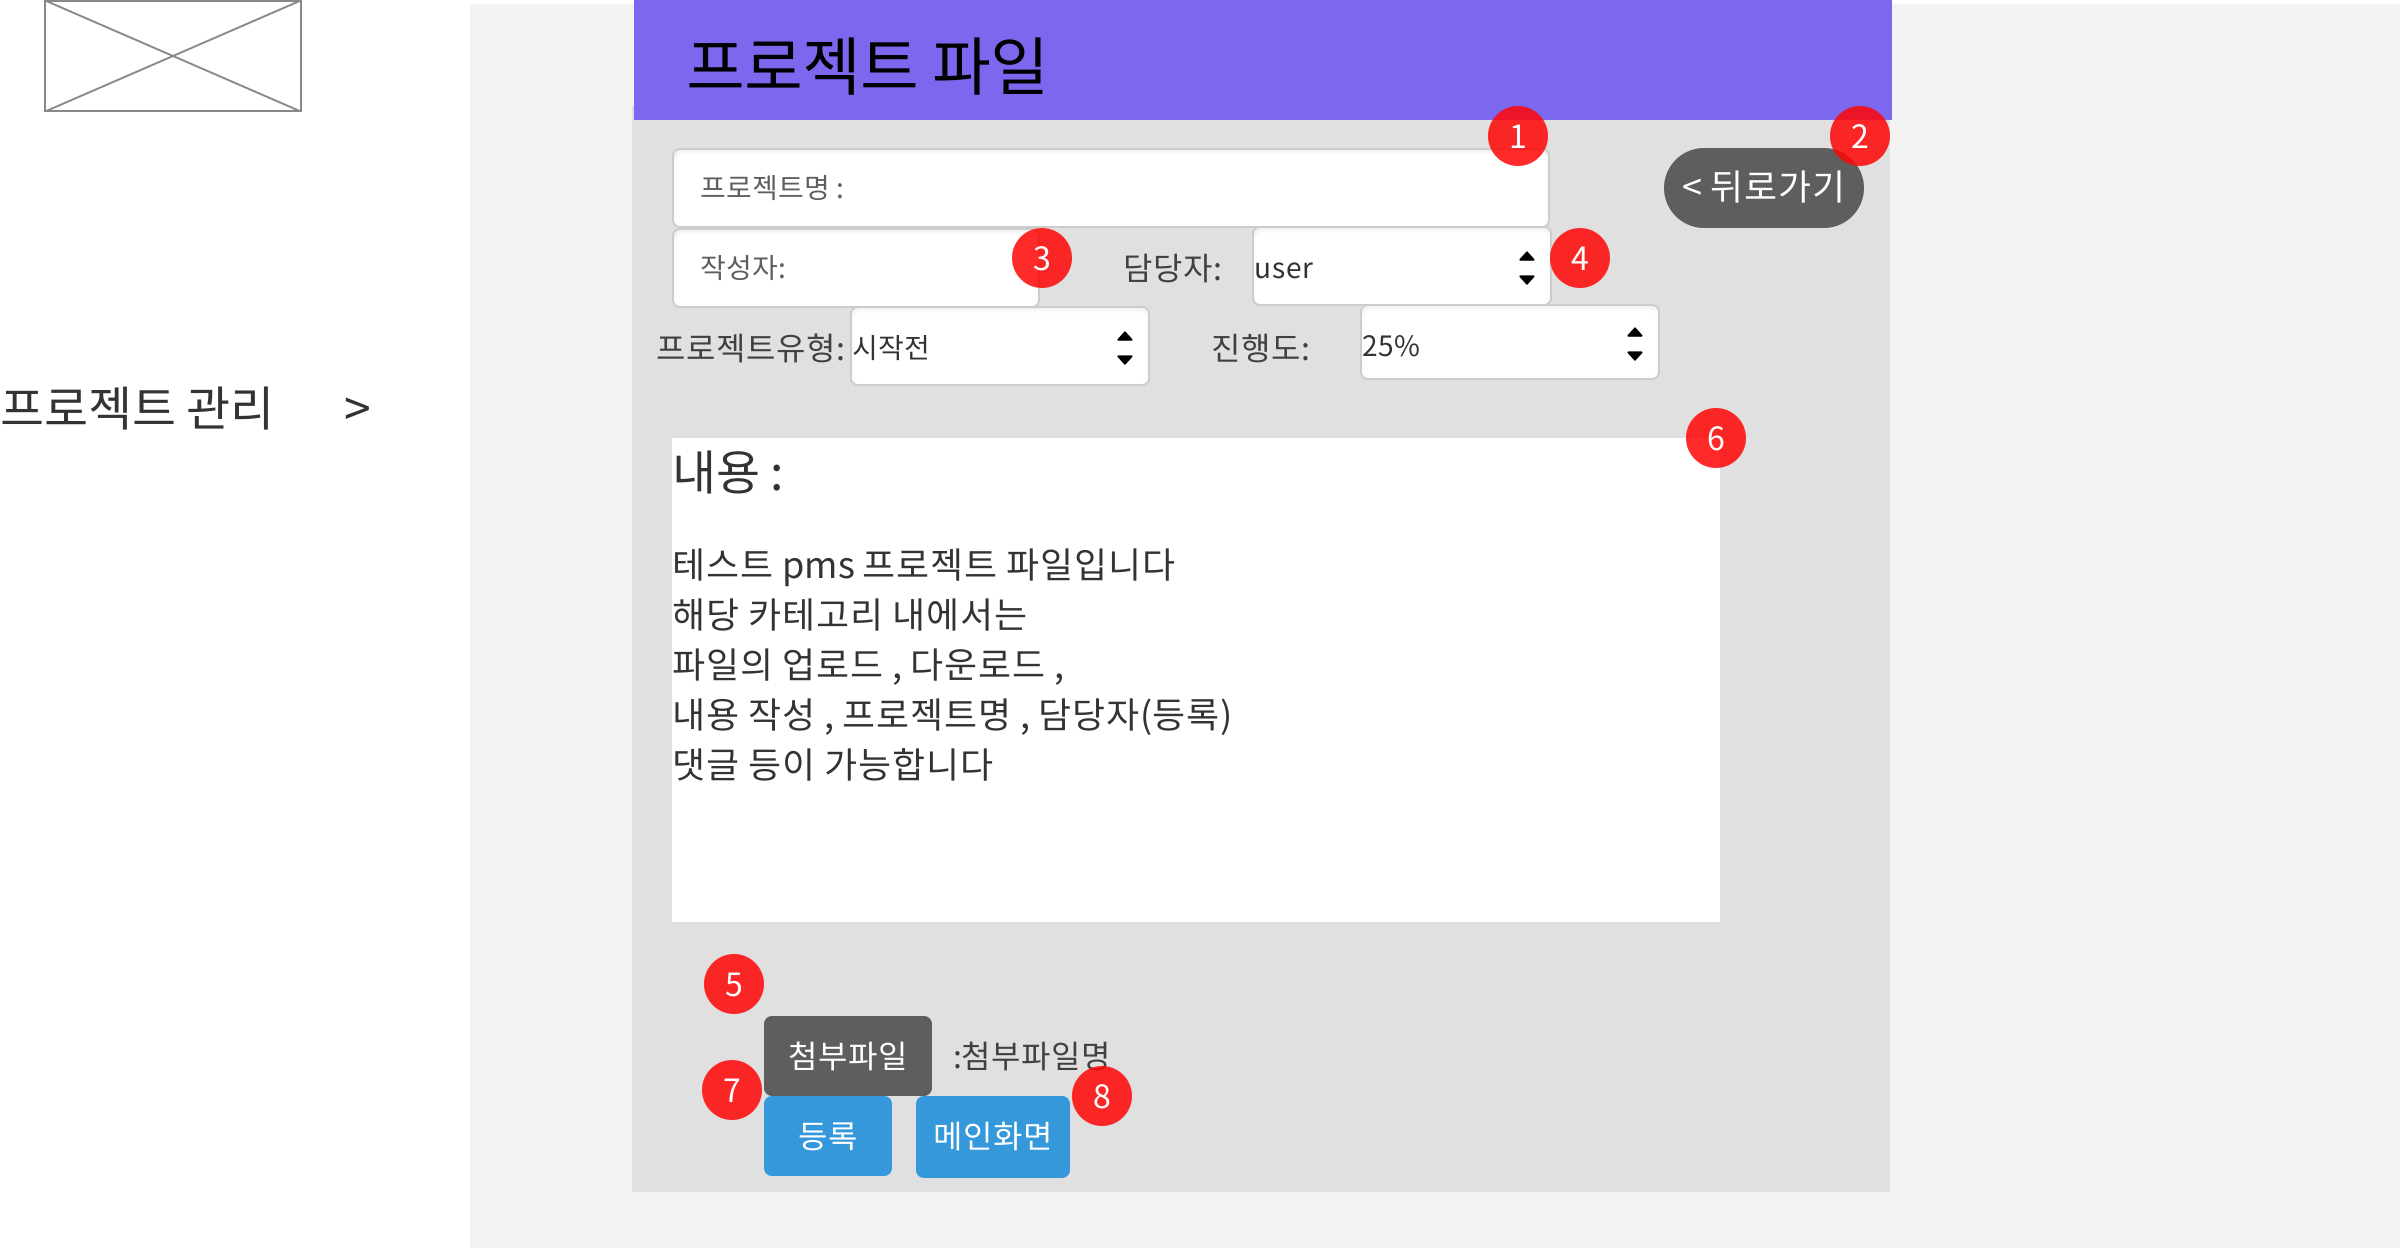 프로젝트 파일
1
2
프로젝트명 :
< 뒤로가기
작성자:
3
담당자:
user
4
프로젝트유형:
시작전
진행도:
25%
프로젝트 관리 >
6
내용 :
테스트 pms 프로젝트 파일입니다
해당 카테고리 내에서는
파일의 업로드 , 다운로드 ,
내용 작성 , 프로젝트명 , 담당자(등록)
댓글 등이 가능합니다
5
첨부파일
:첨부파일명
7
8
등록
메인화면